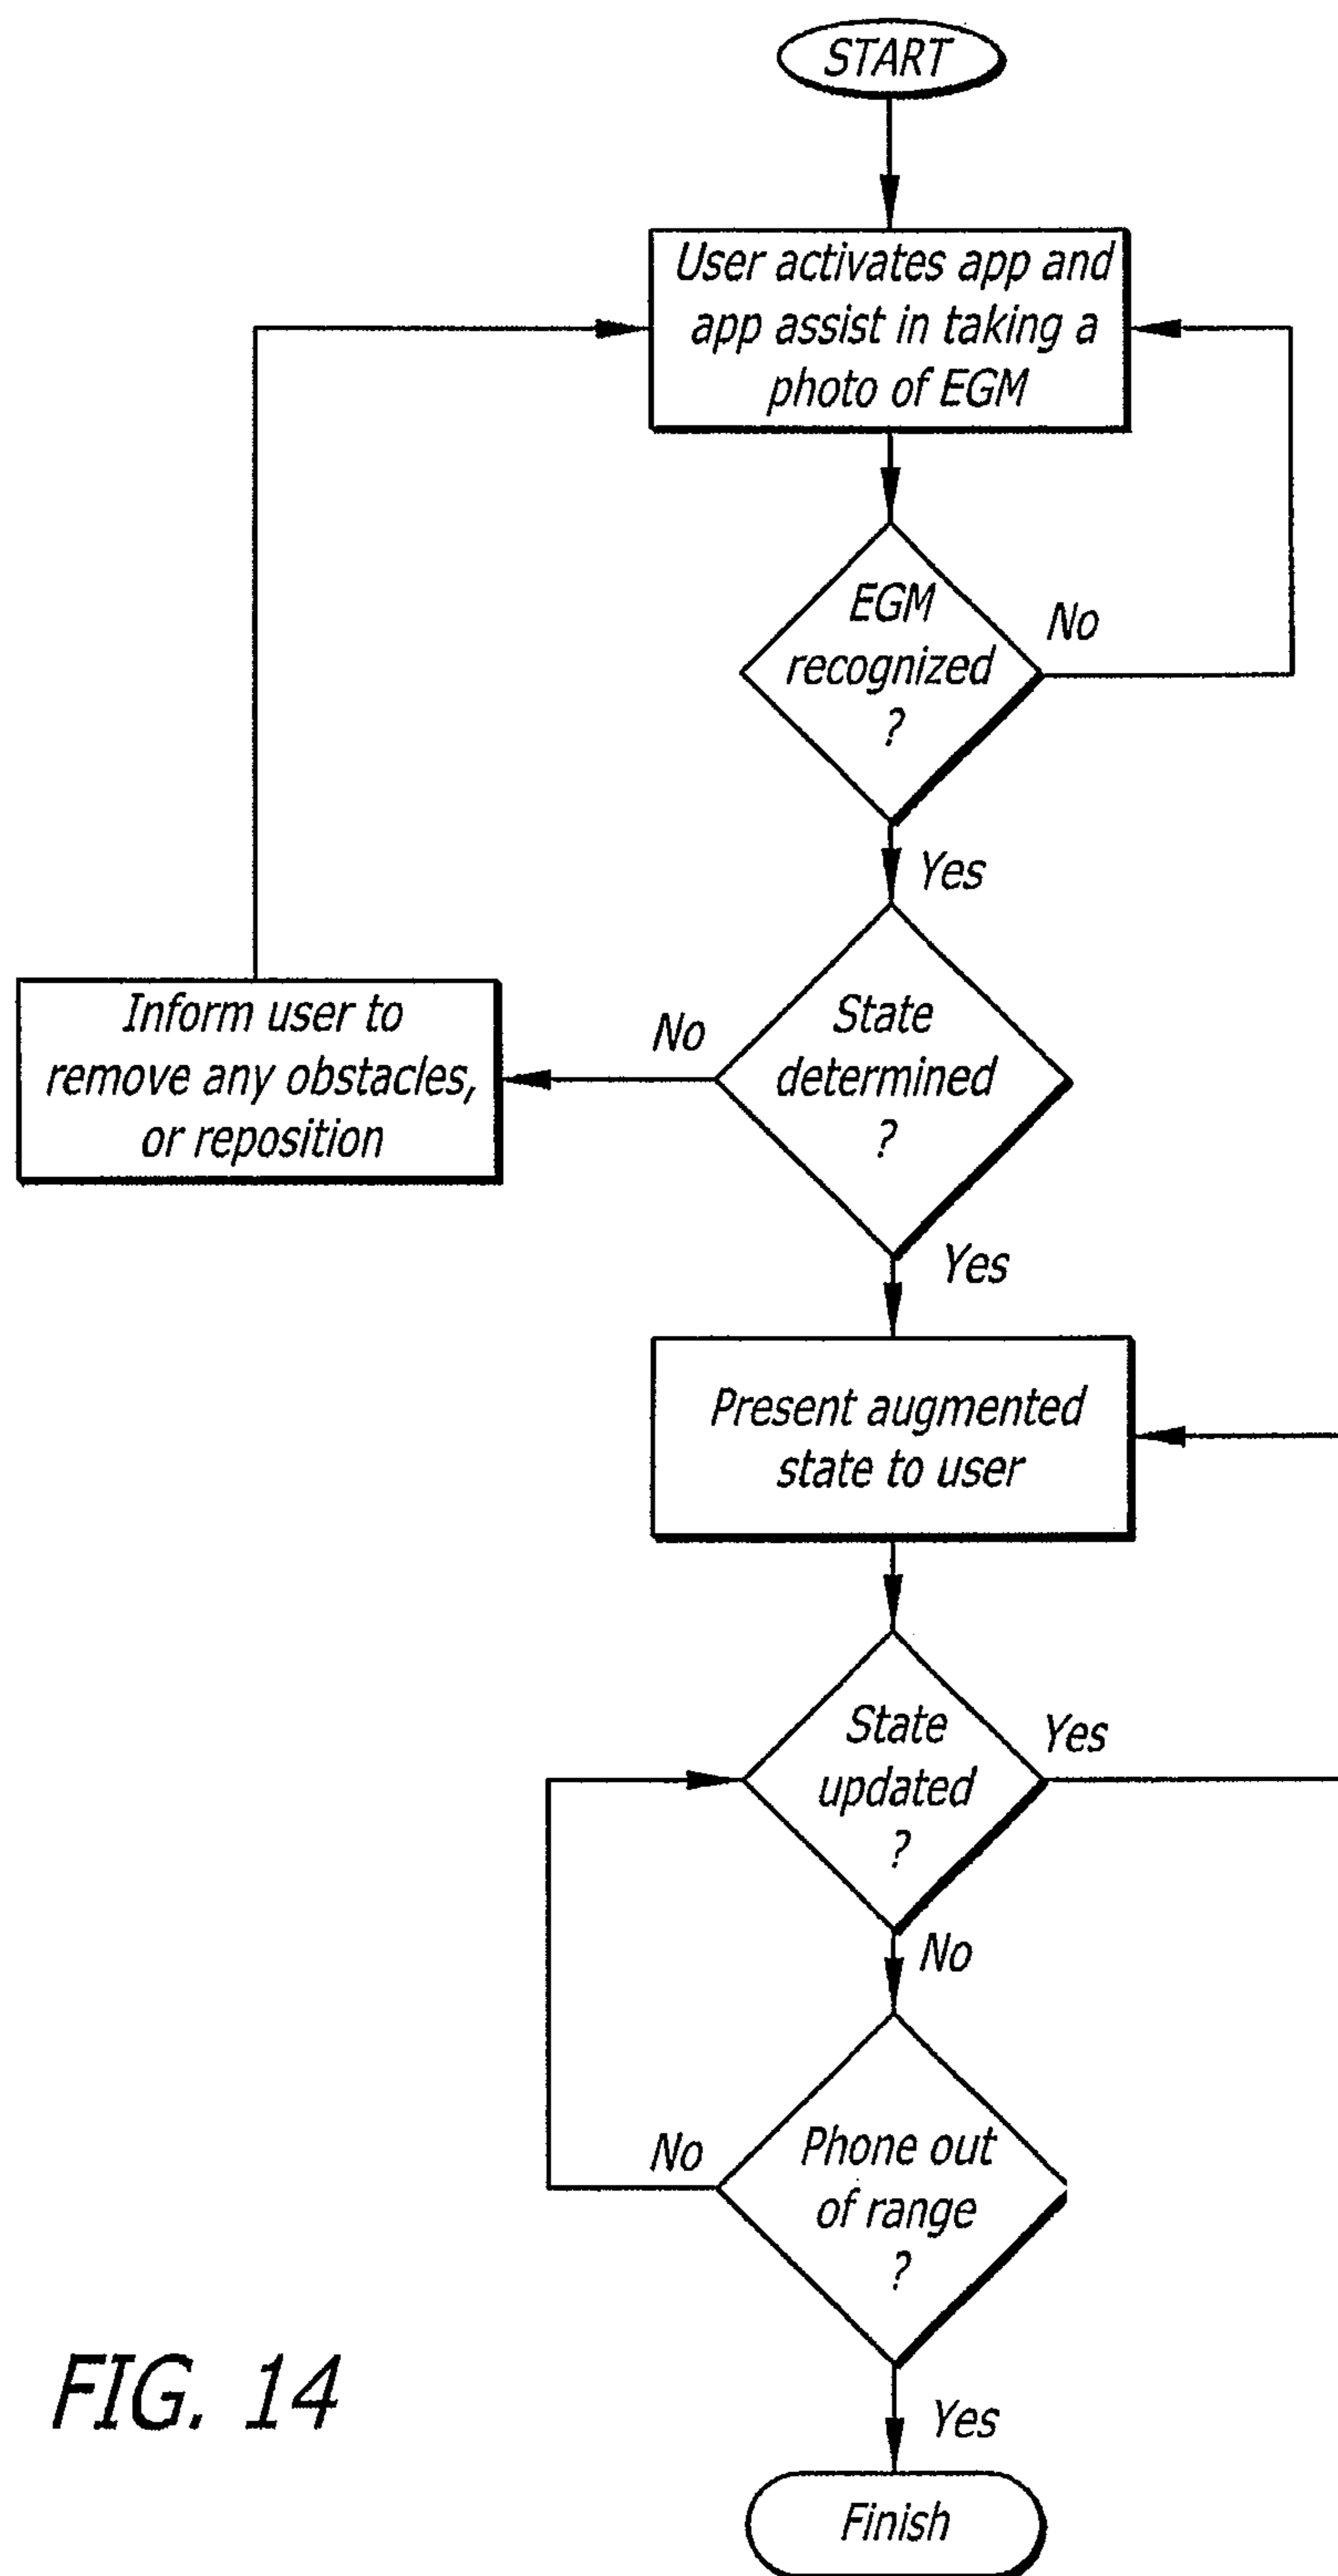 START
User activates app and
app assist in taking a
photo of EGM
EGM
recognized
?
No
Yes
State
determined
?
No
Inform user to
remove any obstacles,
or reposition
Yes
Present augmented
state to user
State
updated
?
Yes
No
Phone out
of range
?
No
Yes
Finish
FIG. 14